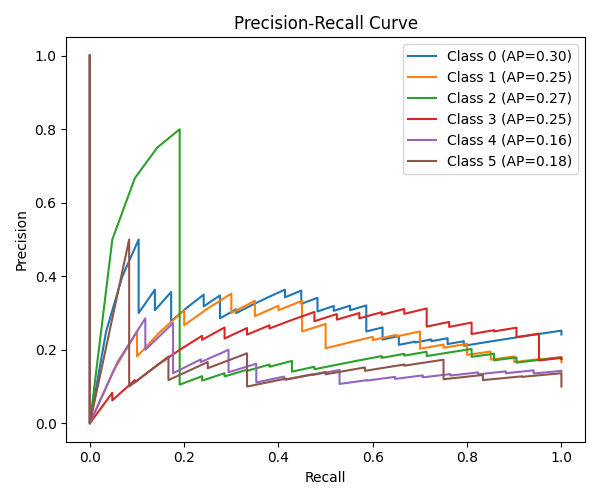 Precision-Recall Curve
Class 0 (AP=0.30)
Class 1 (AP=0.25)
Class 2 (AP=0.27)
Class 3 (AP=0.25)
Class 4 (AP=0.16)
Class 5 (AP=0.18)
Precision
1.0
0.8
0.6
0.4
0.2
0.0
0.0 0.2 0.4 0.6 0.8 1.0
Recall